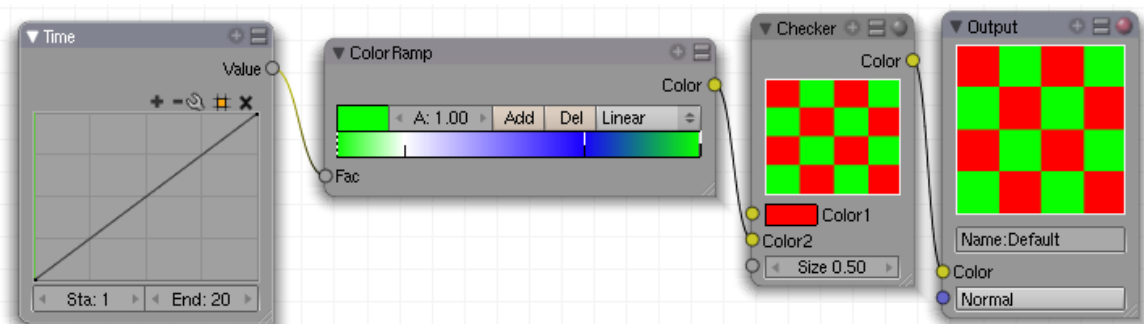 Time
Value
Sta: 1
End: 20
ColorRamp
Color
A: 1.00
Add
Del
Linear
Fac
Checker
Color
Color1
Color2
Size 0.50
Output
Name:Default
Color
Normal